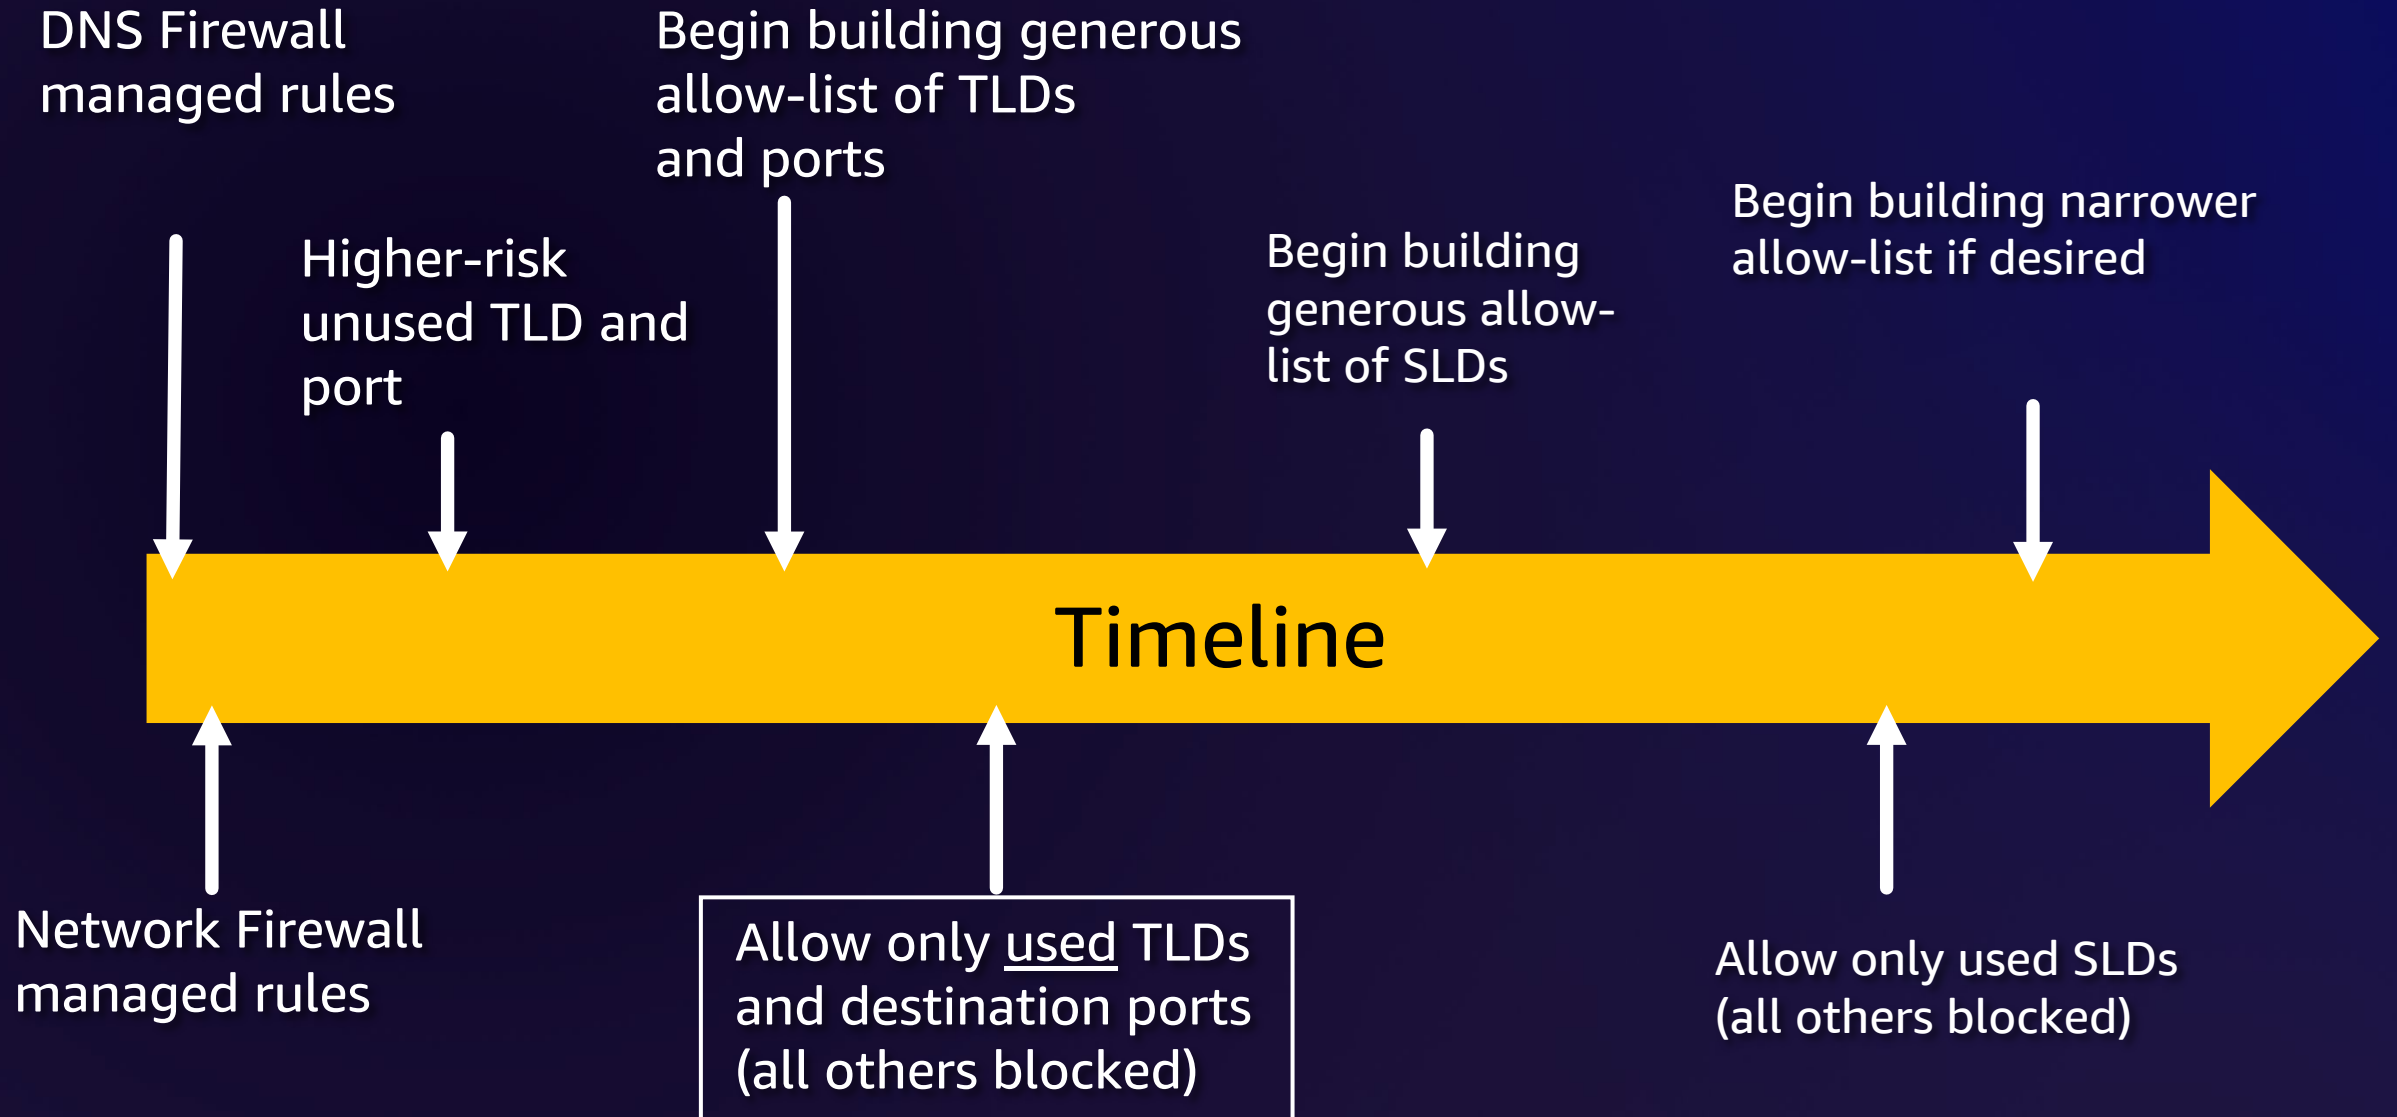 DNS Firewall
managed rules
Begin building generous
allow-list of TLDs
and ports
Higher-risk
unused TLD and
port
Begin building
generous allow-
list of SLDs
Begin building narrower
allow-list if desired
Timeline
Network Firewall
managed rules
Allow only used TLDs
and destination ports
(all others blocked)
Allow only used SLDs
(all others blocked)